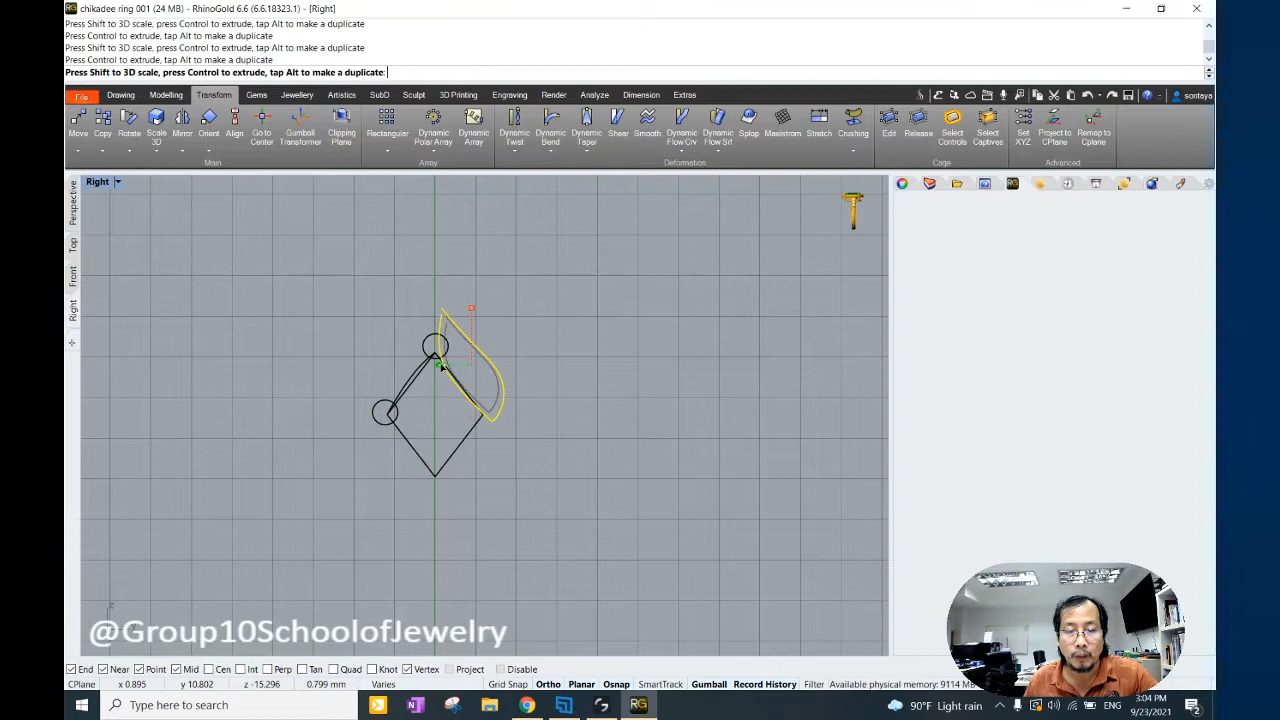 chikadee ring 001 (24 MB) - RhinoGold 6.6 (6.6.18323.1) - [Right]
Press Shift to 3D scale, press Control to extrude, tap Alt to make a duplicate
Press Control to extrude, tap Alt to make a duplicate
Press Shift to 3D scale, press Control to extrude, tap Alt to make a duplicate
Press Control to extrude, tap Alt to make a duplicate
Press Shift to 3D scale, press Control to extrude, tap Alt to make a duplicate:
File Drawing Transform Modelling Gems Jewellery Artistics SubD Sculpt 3D Printing Engraving Render Analyze Dimension Extras sontaya
Move Copy Rotate Scale 3D Mirror Orient Align Go to Center Gumball Transformer Clipping Plane Rectangular Dynamic Polar Array Dynamic Array Dynamic Twist Dynamic Bend Dynamic Taper Shear Smooth Dynamic Flow Crv Dynamic Flow Srf Splop Maelstrom Stretch Crushing Edit Release Select Controls Select Captives Set XYZ Project to CPlane Remap to Cplane
Main Array Deformation Cage Advanced
Right
Perspective
Top
Front
Right
z
@Group10SchoolofJewelry
End Near Point Mid Cen Int Perp Tan Quad Knot Vertex Project Disable
CPlane x 0.895 y 10.802 z -15.296 0.799 mm Varies Grid Snap Ortho Planar Osnap SmartTrack Gumball Record History Filter Available physical memory: 9114 MB
Type here to search 90°F Light rain ENG 3:04 PM
9/23/2021
2